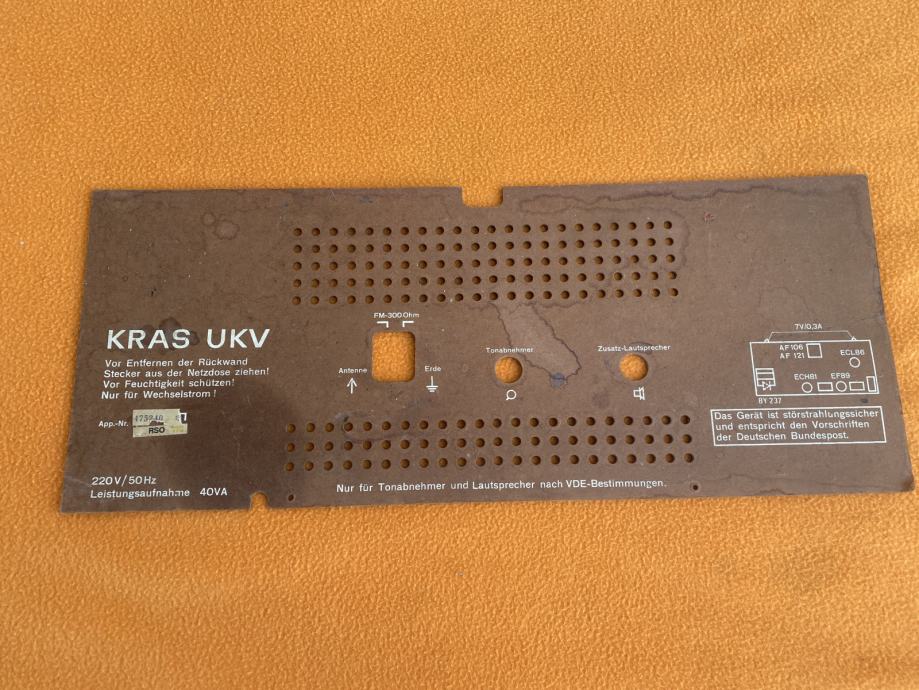 KRAS UKV
Vor Entfernen der Rückwand
Stecker aus der Netzdose ziehen!
Vor Feuchtigkeit schützen!
Nur für Wechselstrom!
App.-Nr.
RSO
220V/50Hz
Leistungsaufnahme 40VA
FM-300Ohm
Antenne
Erde
Tonabnehmer
Zusatz-Lautsprecher
Nur für Tonabnehmer und Lautsprecher nach VDE-Bestimmungen.
7V/0,3A
AF106
AF 121
ECL86
ECH81
EF89
BY 237
Das Gerät ist störstrahlungssicher
und entspricht den Vorschriften
der Deutschen Bundespost.